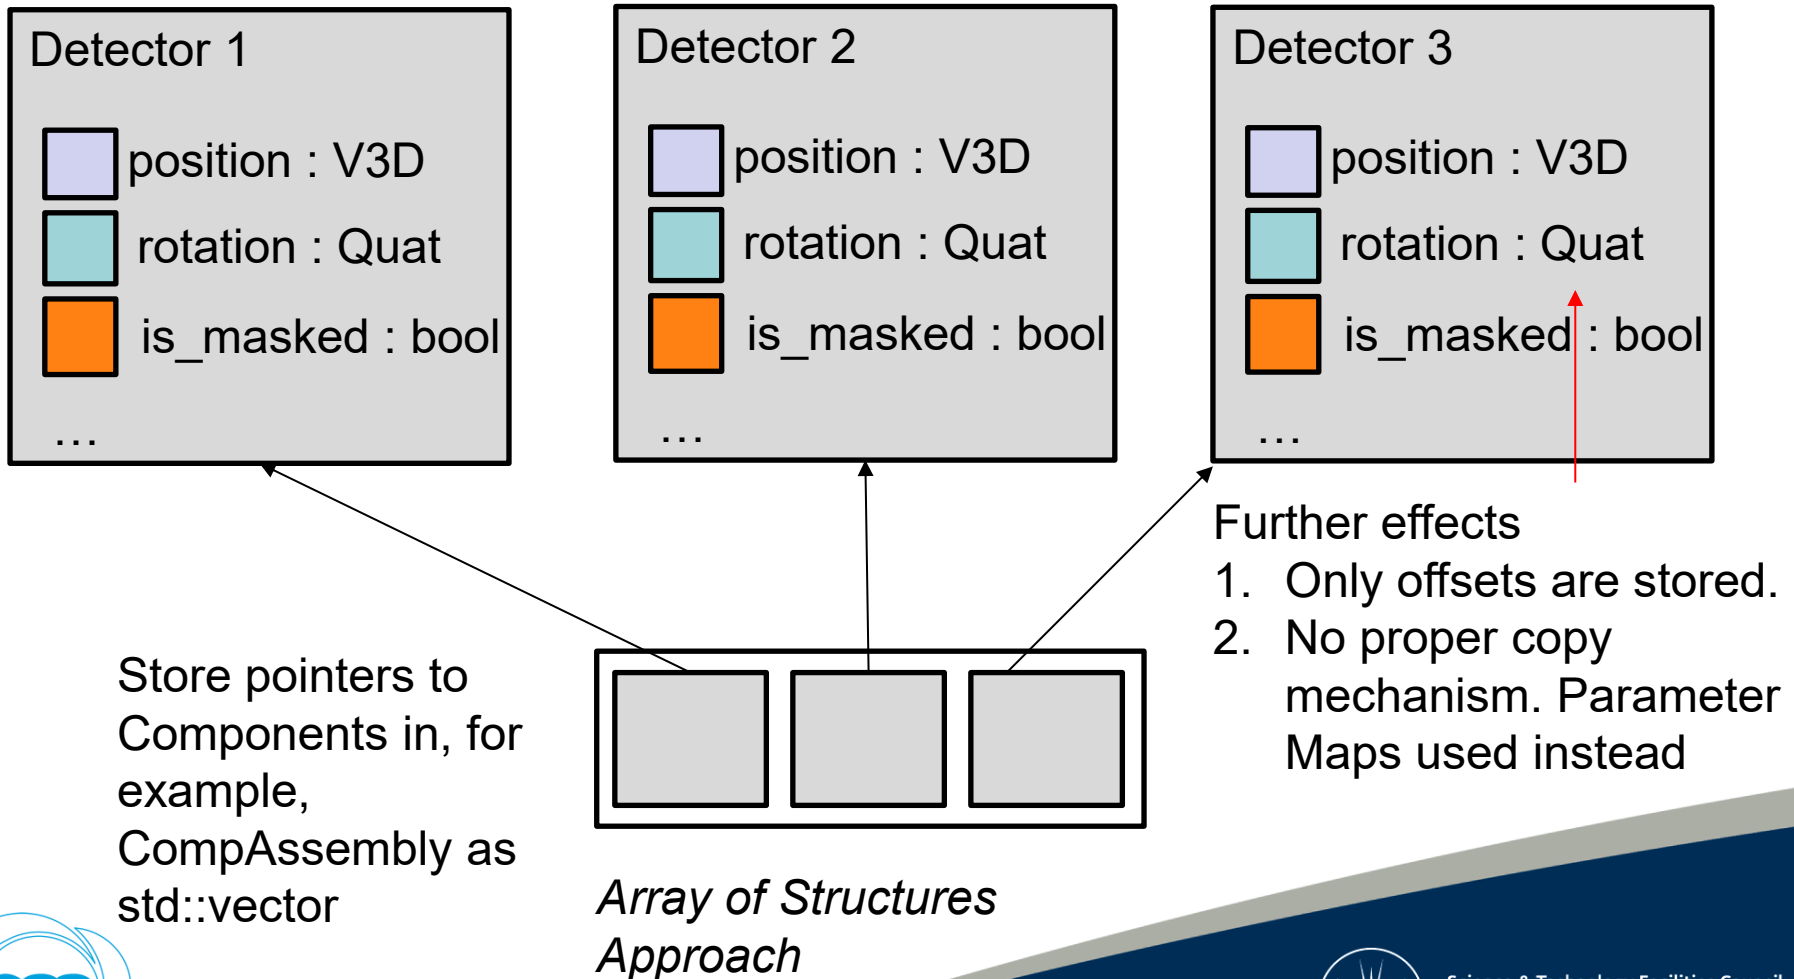 Detector 1
position : V3D
rotation : Quat
is_masked : bool
...
Detector 2
position : V3D
rotation : Quat
is_masked : bool
...
Detector 3
position : V3D
rotation : Quat
is_masked : bool
...
Further effects
1. Only offsets are stored.
2. No proper copy
mechanism. Parameter
Maps used instead
Store pointers to
Components in, for
example,
CompAssembly as
std::vector
Array of Structures
Approach